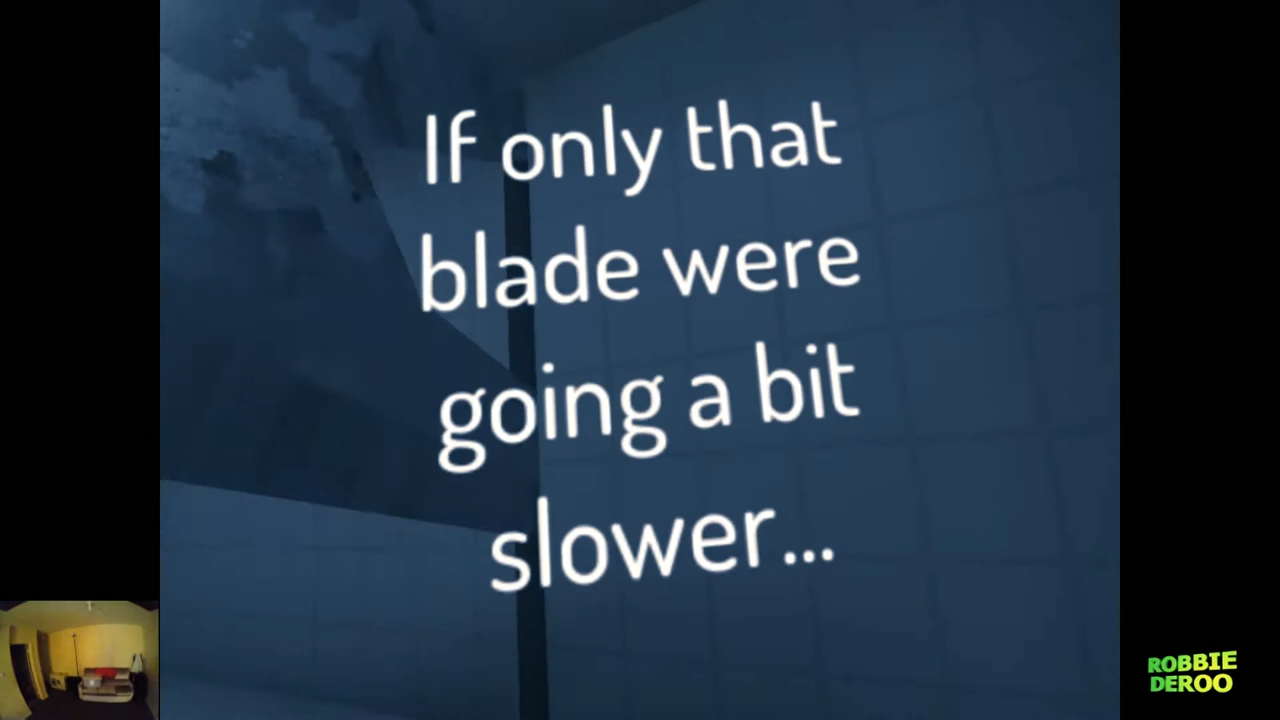 If only that
blade were
going a bit
slower...
ROBBIE
DEROO